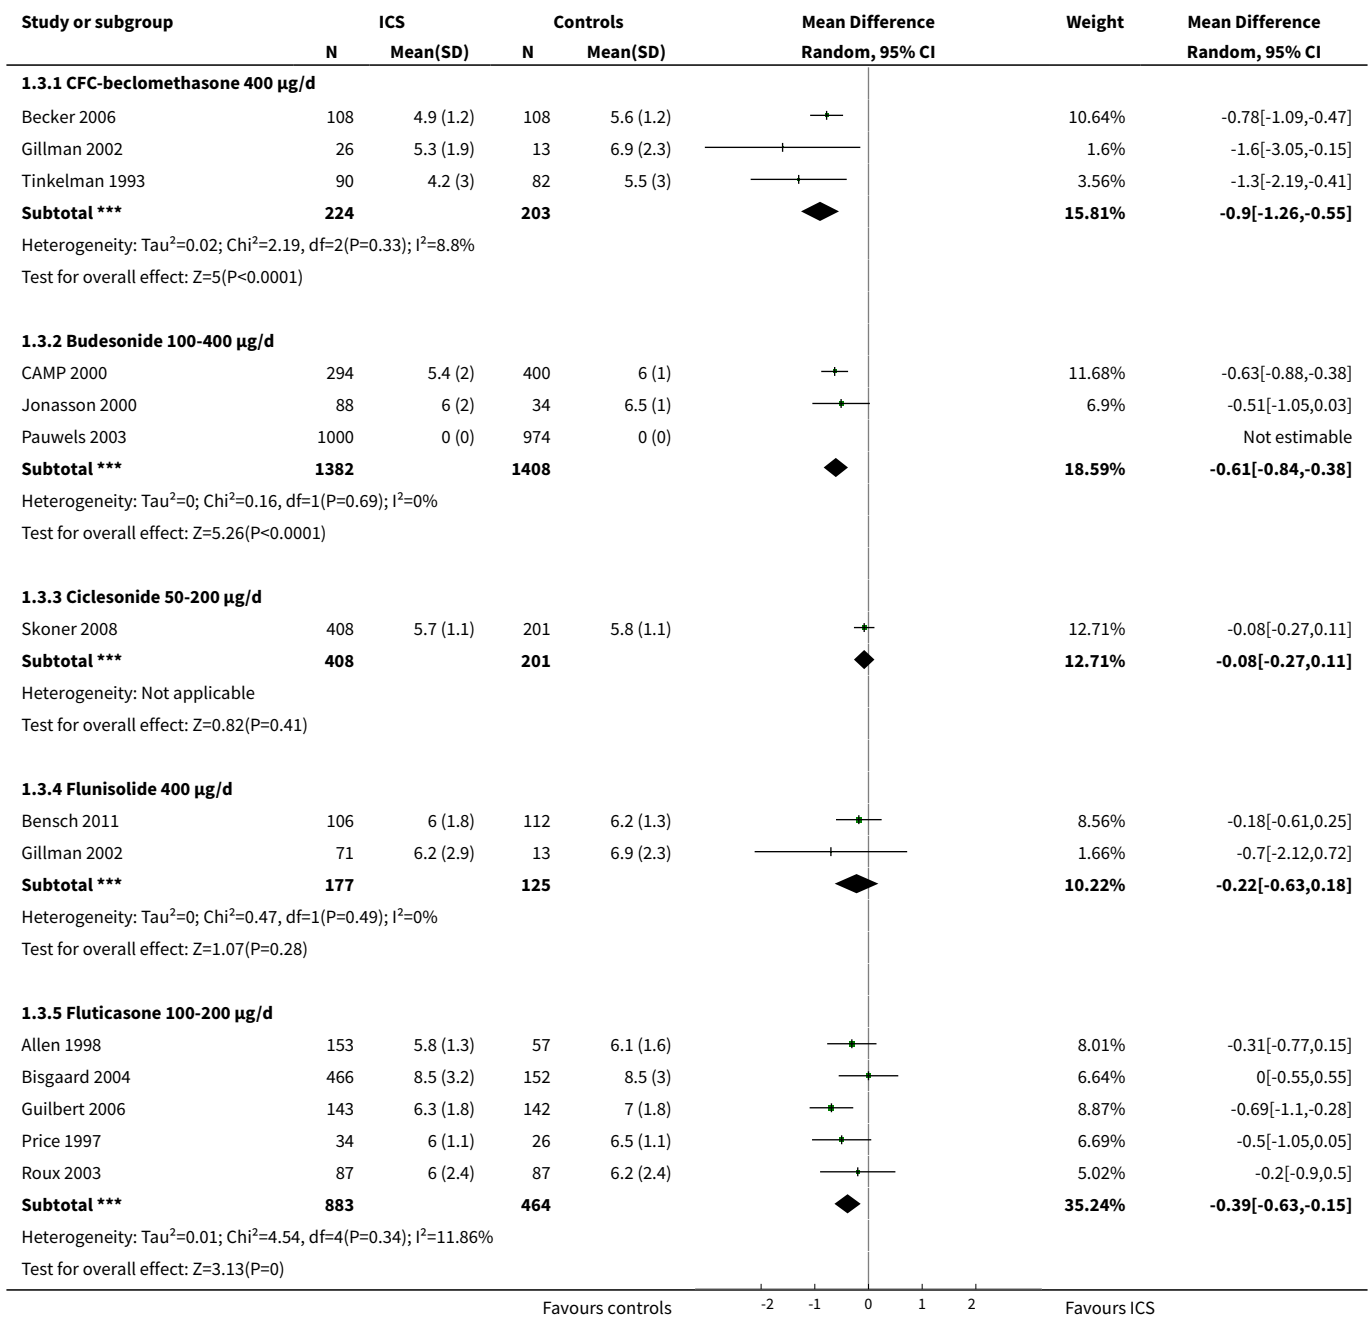 Study or subgroup ICS Controls Mean Difference Weight Mean Difference
N Mean(SD) N Mean(SD) Random, 95% CI Random, 95% CI
1.3.1 CFC-beclomethasone 400 µg/d
Becker 2006 108 4.9 (1.2) 108 5.6 (1.2) 10.64% -0.78[-1.09,-0.47]
Gillman 2002 26 5.3 (1.9) 13 6.9 (2.3) 1.6% -1.6[-3.05,-0.15]
Tinkelman 1993 90 4.2 (3) 82 5.5 (3) 3.56% -1.3[-2.19,-0.41]
Subtotal *** 224 203 15.81% -0.9[-1.26,-0.55]
Heterogeneity: Tau²=0.02; Chi²=2.19, df=2(P=0.33); I²=8.8%
Test for overall effect: Z=5(P<0.0001)
1.3.2 Budesonide 100-400 µg/d
CAMP 2000 294 5.4 (2) 400 6 (1) 11.68% -0.63[-0.88,-0.38]
Jonasson 2000 88 6 (2) 34 6.5 (1) 6.9% -0.51[-1.05,0.03]
Pauwels 2003 1000 0 (0) 974 0 (0) Not estimable
Subtotal *** 1382 1408 18.59% -0.61[-0.84,-0.38]
Heterogeneity: Tau²=0; Chi²=0.16, df=1(P=0.69); I²=0%
Test for overall effect: Z=5.26(P<0.0001)
1.3.3 Ciclesonide 50-200 µg/d
Skoner 2008 408 5.7 (1.1) 201 5.8 (1.1) 12.71% -0.08[-0.27,0.11]
Subtotal *** 408 201 12.71% -0.08[-0.27,0.11]
Heterogeneity: Not applicable
Test for overall effect: Z=0.82(P=0.41)
1.3.4 Flunisolide 400 µg/d
Bensch 2011 106 6 (1.8) 112 6.2 (1.3) 8.56% -0.18[-0.61,0.25]
Gillman 2002 71 6.2 (2.9) 13 6.9 (2.3) 1.66% -0.7[-2.12,0.72]
Subtotal *** 177 125 10.22% -0.22[-0.63,0.18]
Heterogeneity: Tau²=0; Chi²=0.47, df=1(P=0.49); I²=0%
Test for overall effect: Z=1.07(P=0.28)
1.3.5 Fluticasone 100-200 µg/d
Allen 1998 153 5.8 (1.3) 57 6.1 (1.6) 8.01% -0.31[-0.77,0.15]
Bisgaard 2004 466 8.5 (3.2) 152 8.5 (3) 6.64% 0[-0.55,0.55]
Guilbert 2006 143 6.3 (1.8) 142 7 (1.8) 8.87% -0.69[-1.1,-0.28]
Price 1997 34 6 (1.1) 26 6.5 (1.1) 6.69% -0.5[-1.05,0.05]
Roux 2003 87 6 (2.4) 87 6.2 (2.4) 5.02% -0.2[-0.9,0.5]
Subtotal *** 883 464 35.24% -0.39[-0.63,-0.15]
Heterogeneity: Tau²=0.01; Chi²=4.54, df=4(P=0.34); I²=11.86%
Test for overall effect: Z=3.13(P=0)
Favours controls -2 -1 0 1 2 Favours ICS